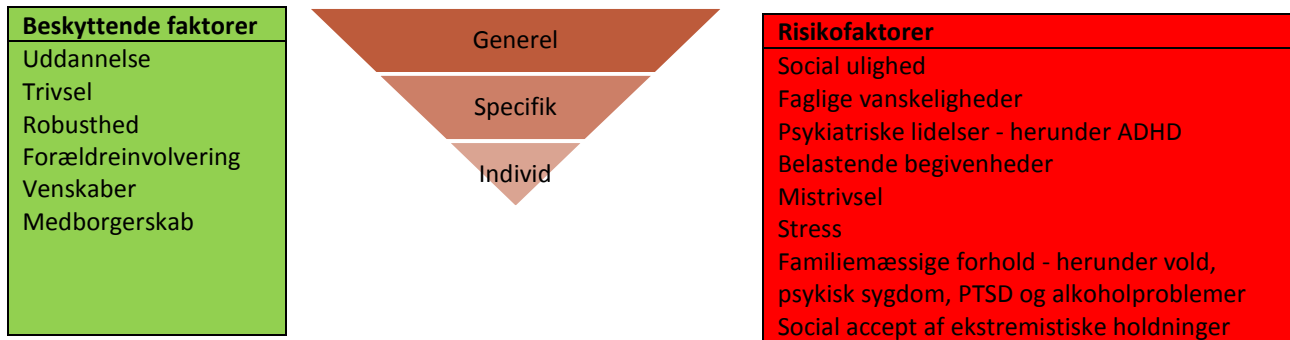 Beskyttende faktorer
Uddannelse
Trivsel
Robusthed
Forældreinvolvering
Venskaber
Medborgerskab
Generel
Specifik
Individ
Risikofaktorer
Social ulighed
Faglige vanskeligheder
Psykiatriske lidelser - herunder ADHD
Belastende begivenheder
Mistrivsel
Stress
Familiemæssige forhold - herunder vold,
psykisk sygdom, PTSD og alkoholproblemer
Social accept af ekstremistiske holdninger